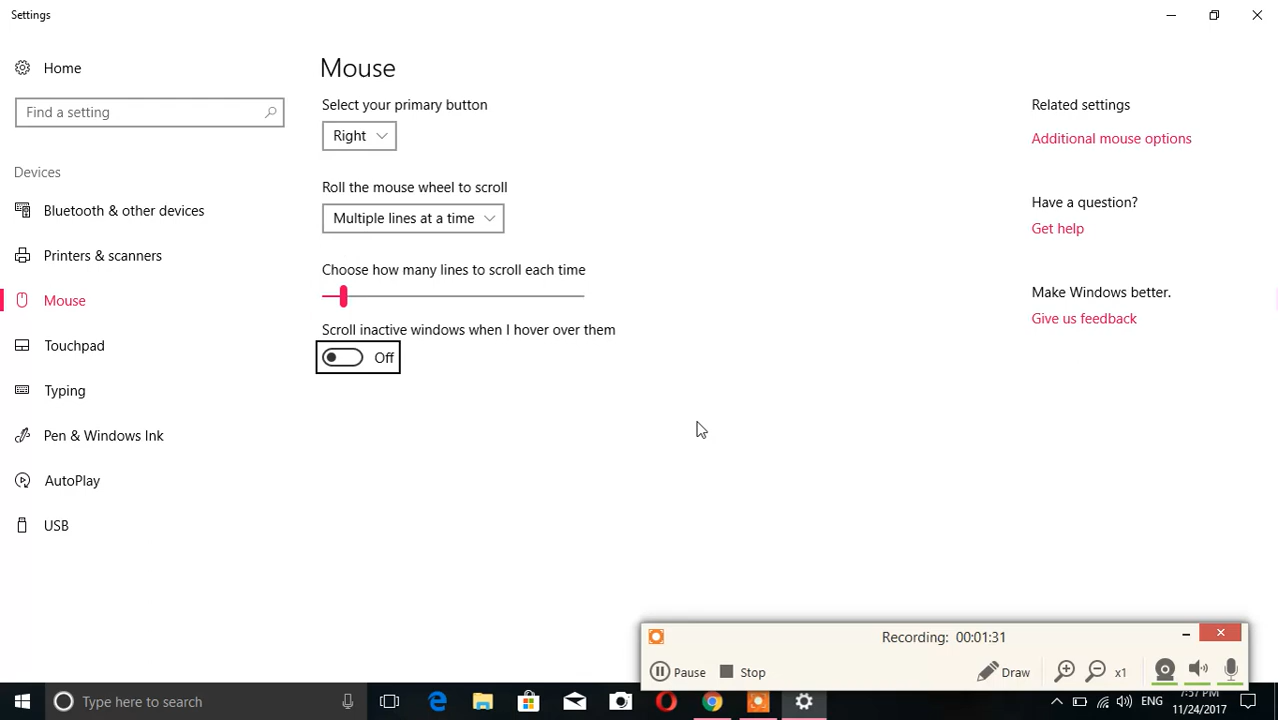 Settings
Home
Find a setting
Devices
Bluetooth & other devices
Printers & scanners
Mouse
Touchpad
Typing
Pen & Windows Ink
AutoPlay
USB
Mouse
Select your primary button
Right
Roll the mouse wheel to scroll
Multiple lines at a time
Choose how many lines to scroll each time
Scroll inactive windows when I hover over them
Off
Related settings
Additional mouse options
Have a question?
Get help
Make Windows better.
Give us feedback
Recording: 00:01:31
Pause Stop Draw x1
Type here to search
ENG
7:57 PM
11/24/2017